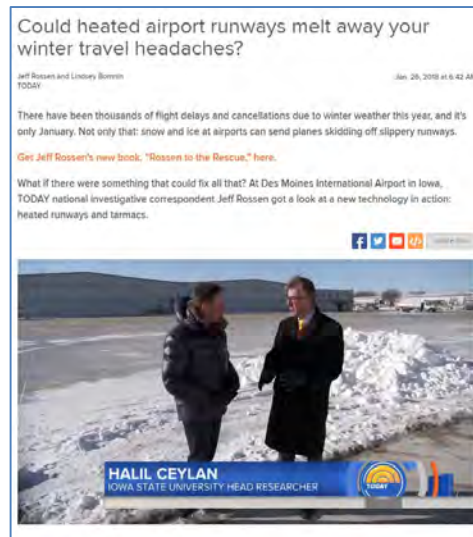 Could heated airport runways melt away your
winter travel headaches?
Jeff Rossen and Lindsey Bomnin
TODAY
Jan. 26, 2018 at 6:42 AM
There have been thousands of flight delays and cancellations due to winter weather this year, and it's
only January. Not only that: snow and ice at airports can send planes skidding off slippery runways.
Get Jeff Rossen's new book, "Rossen to the Rescue," here.
What if there were something that could fix all that? At Des Moines International Airport in Iowa,
TODAY national investigative correspondent Jeff Rossen got a look at a new technology in action:
heated runways and tarmacs.
HALIL CEYLAN
IOWA STATE UNIVERSITY HEAD RESEARCHER
TODAY